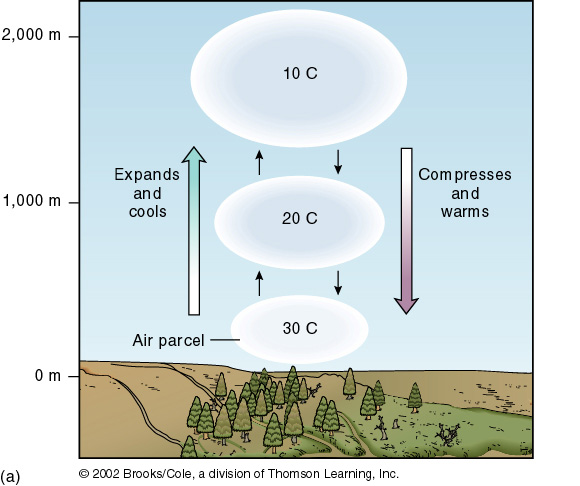 2,000 m
10 C
Expands
and
cools
Compresses
and
warms
1,000 m
20 C
30 C
Air parcel
0 m
(a)
© 2002 Brooks/Cole, a division of Thomson Learning, Inc.